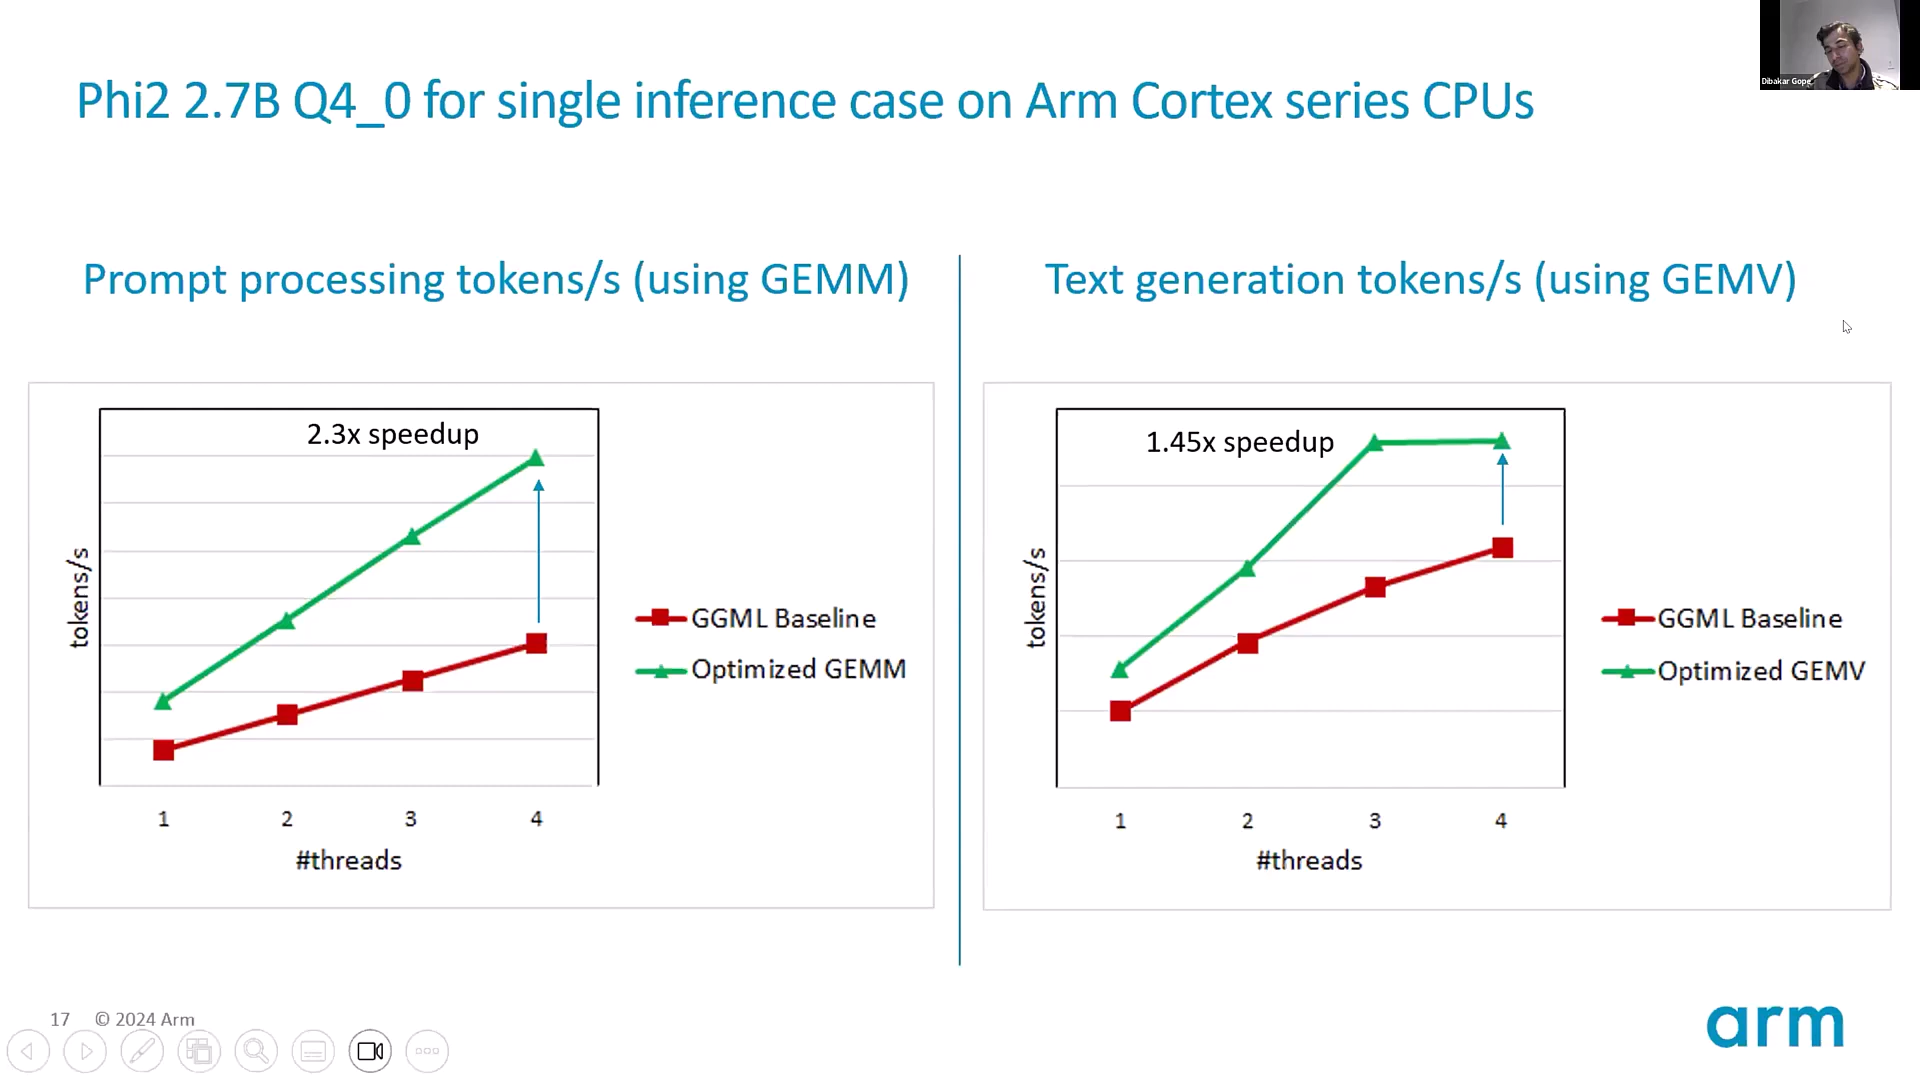 Dibakar Gope
Phi2 2.7B Q4_0 for single inference case on Arm Cortex series CPUs
Prompt processing tokens/s (using GEMM)
2.3x speedup
tokens/s
GGML Baseline
Optimized GEMM
1
2
3
4
#threads
Text generation tokens/s (using GEMV)
1.45x speedup
tokens/s
GGML Baseline
Optimized GEMV
1
2
3
4
#threads
17 © 2024 Arm
arm